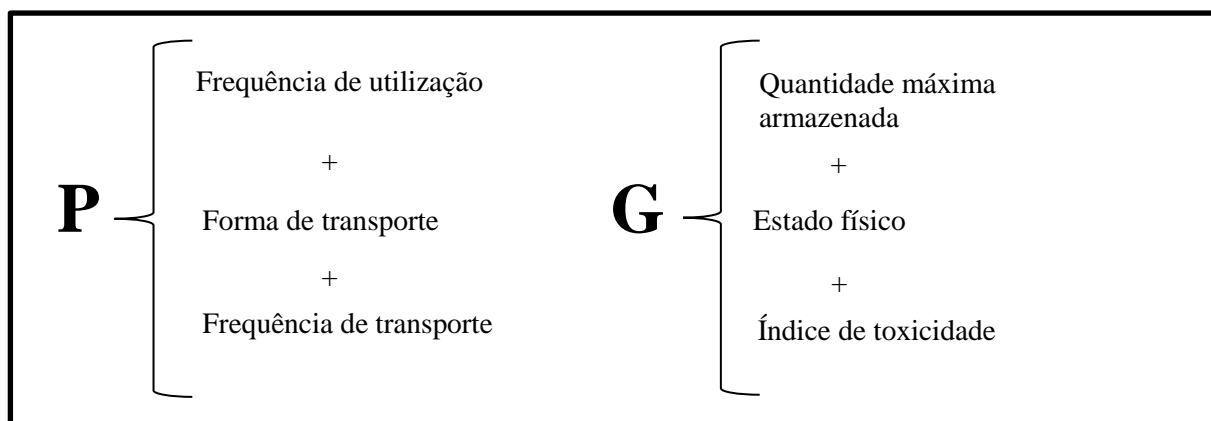 P
Frequência de utilização
+
Forma de transporte
+
Frequência de transporte
G
Quantidade máxima
armazenada
+
Estado físico
+
Índice de toxicidade